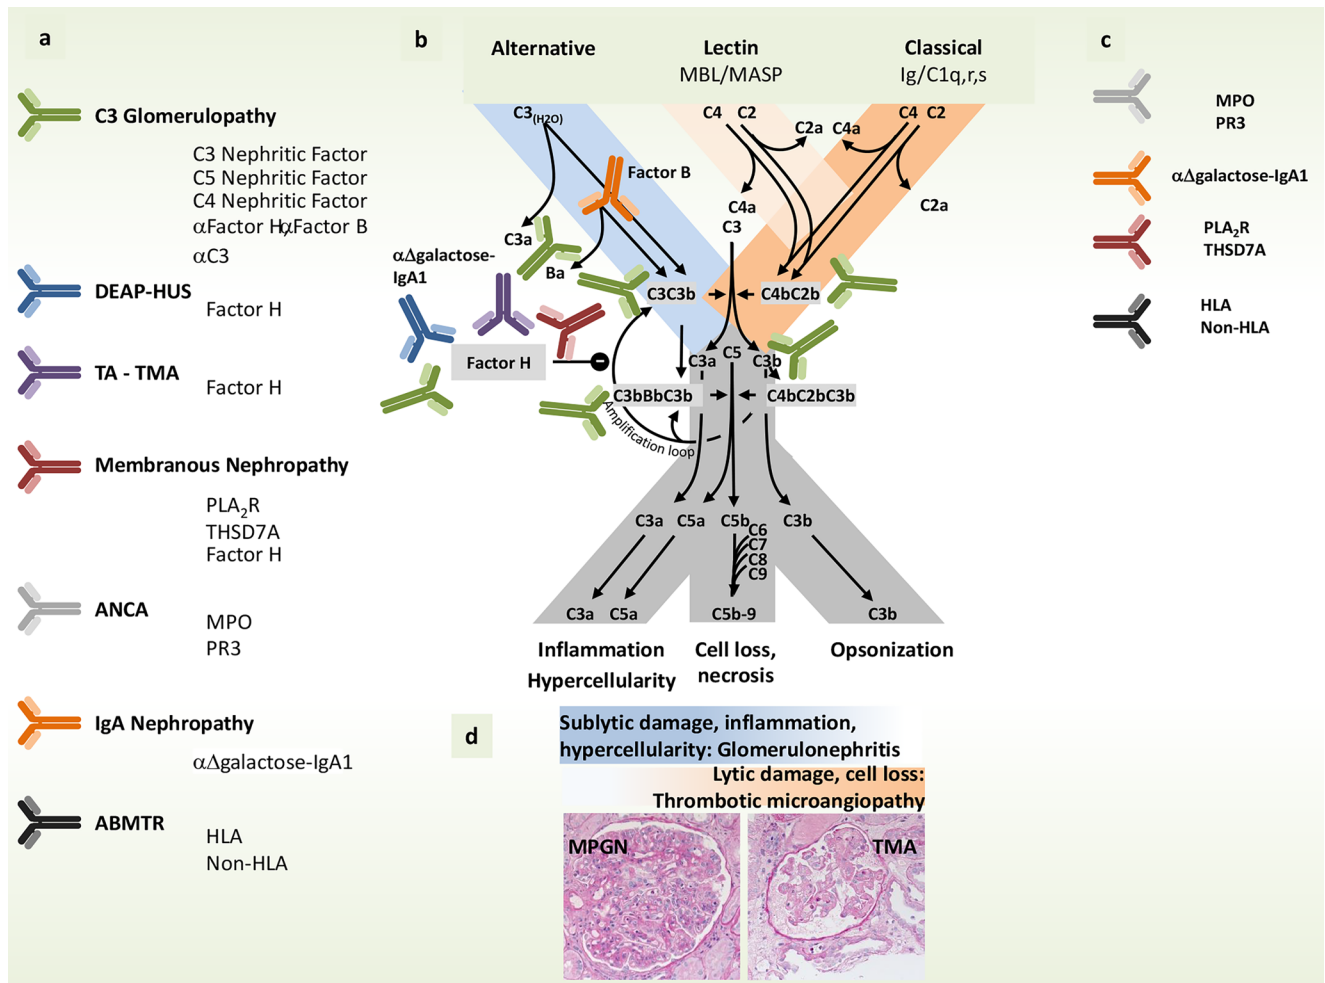 a
C3 Glomerulopathy
C3 Nephritic Factor
C5 Nephritic Factor
C4 Nephritic Factor
αFactor H,αFactor B
αC3
DEAP-HUS
Factor H
TA - TMA
Factor H
Membranous Nephropathy
PLA2R
THSD7A
Factor H
ANCA
MPO
PR3
IgA Nephropathy
αΔgalactose-IgA1
ABMTR
HLA
Non-HLA
b
Alternative
Lectin
MBL/MASP
Classical
Ig/C1q,r,s
C3(H2O)
C4 C2
C4 C2
C2a
C4a
Factor B
C4a
C2a
C3
C3a
Ba
αΔgalactose-
IgA1
C3C3b
C4bC2b
Factor H
C3a
C5
C3b
C3bBbC3b
C4bC2bC3b
Amplification loop
C3a
C5a
C5b
C3b
C6
C7
C8
C9
C3a
C5a
C5b-9
C3b
Inflammation
Hypercellularity
Cell loss,
necrosis
Opsonization
c
MPO
PR3
αΔgalactose-IgA1
PLA2R
THSD7A
HLA
Non-HLA
d
Sublytic damage, inflammation,
hypercellularity: Glomerulonephritis
Lytic damage, cell loss:
Thrombotic microangiopathy
MPGN
TMA